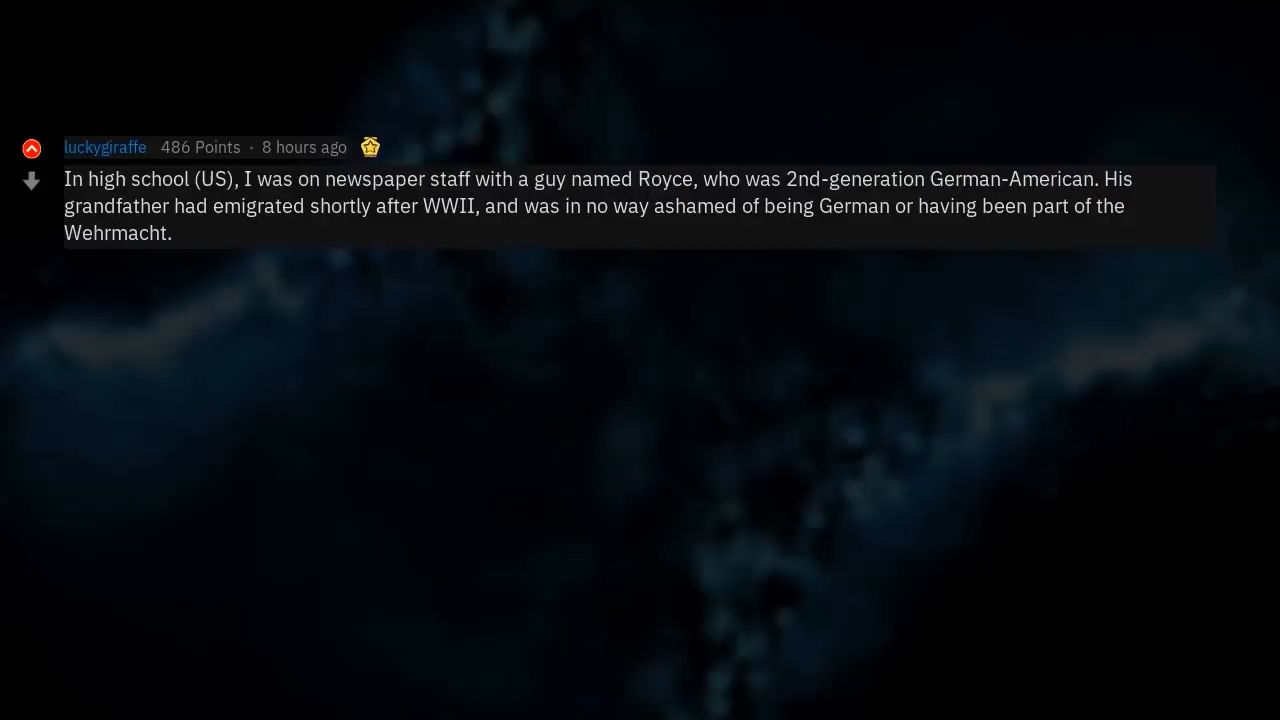 luckygiraffe 486 Points · 8 hours ago
In high school (US), I was on newspaper staff with a guy named Royce, who was 2nd-generation German-American. His
grandfather had emigrated shortly after WWII, and was in no way ashamed of being German or having been part of the
Wehrmacht.